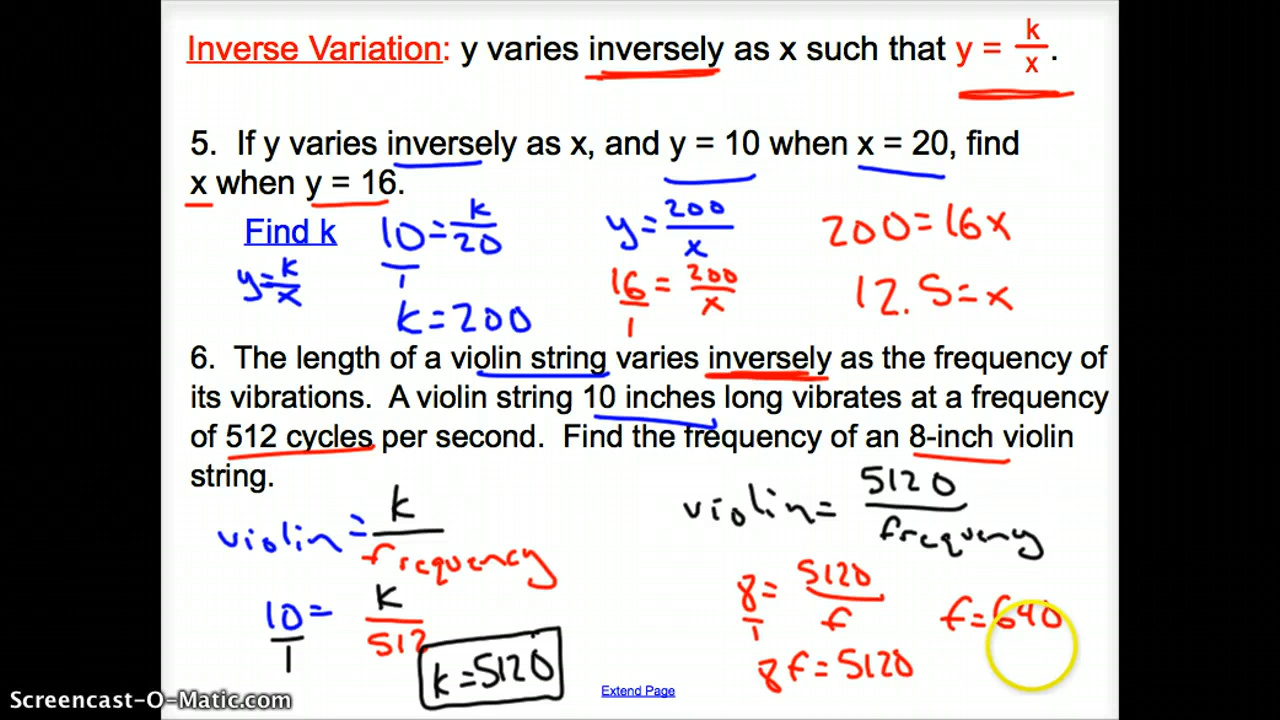 Inverse Variation: y varies inversely as x such that y = k/x.
5. If y varies inversely as x, and y = 10 when x = 20, find
x when y = 16.
Find k
y = k/x
10/1 = k/20
k = 200
y = 200/x
16/1 = 200/x
200 = 16x
12.5 = x
6. The length of a violin string varies inversely as the frequency of
its vibrations. A violin string 10 inches long vibrates at a frequency
of 512 cycles per second. Find the frequency of an 8-inch violin
string.
violin = k/frequency
10/1 = k/512
k = 5120
violin = 5120/frequency
8/1 = 5120/f
8f = 5120
f = 640
Extend Page
Screencast-O-Matic.com